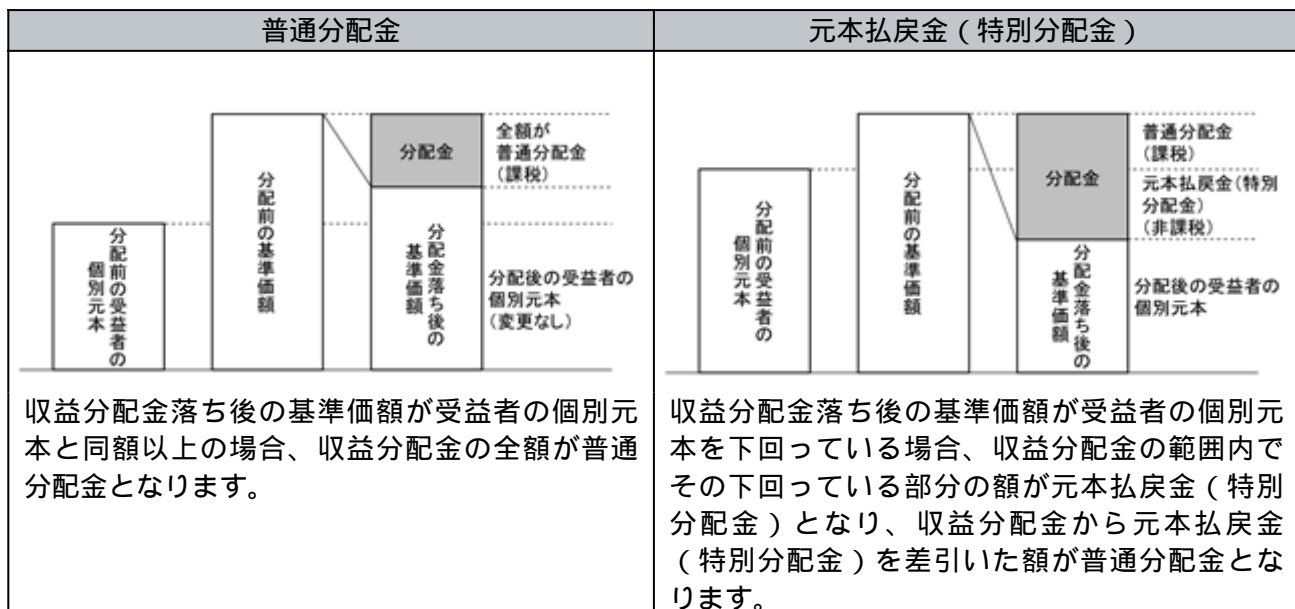 普通分配金
全額が
普通分配金
(課税)
分配金
分配前の受益者の
個別元本
分配前の基準価額
分配金落ち後の
基準価額
分配後の受益者の
個別元本
(変更なし)
収益分配金落ち後の基準価額が受益者の個別元
本と同額以上の場合、収益分配金の全額が普通
分配金となります。
元本払戻金(特別分配金)
普通分配金
(課税)
分配金
元本払戻金(特別
分配金)
(非課税)
分配前の受益者の
個別元本
分配前の基準価額
分配金落ち後の
基準価額
分配後の受益者の
個別元本
収益分配金落ち後の基準価額が受益者の個別元
本を下回っている場合、収益分配金の範囲内で
その下回っている部分の額が元本払戻金(特別
分配金)となり、収益分配金から元本払戻金
(特別分配金)を差引いた額が普通分配金とな
ります。